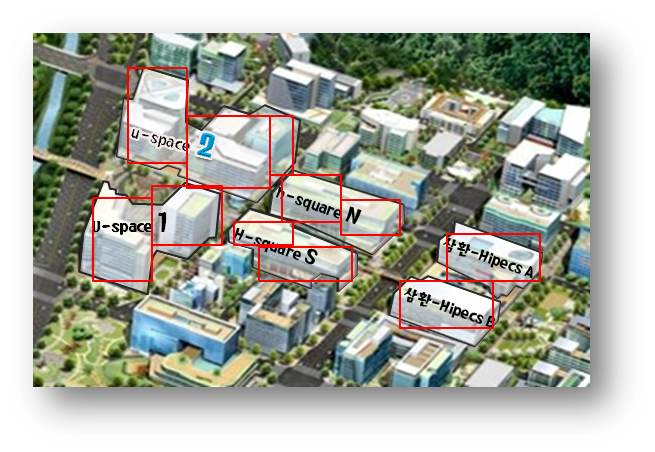 u-space 2
h-square N
U-space 1
H-square S
삼환-Hipecs A
삼환-Hipecs B